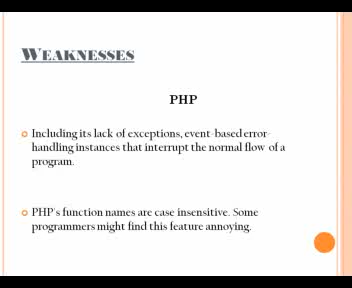 WEAKNESSES
PHP
Including its lack of exceptions, event-based error-
handling instances that interrupt the normal flow of a
program.
PHP's function names are case insensitive. Some
programmers might find this feature annoying.